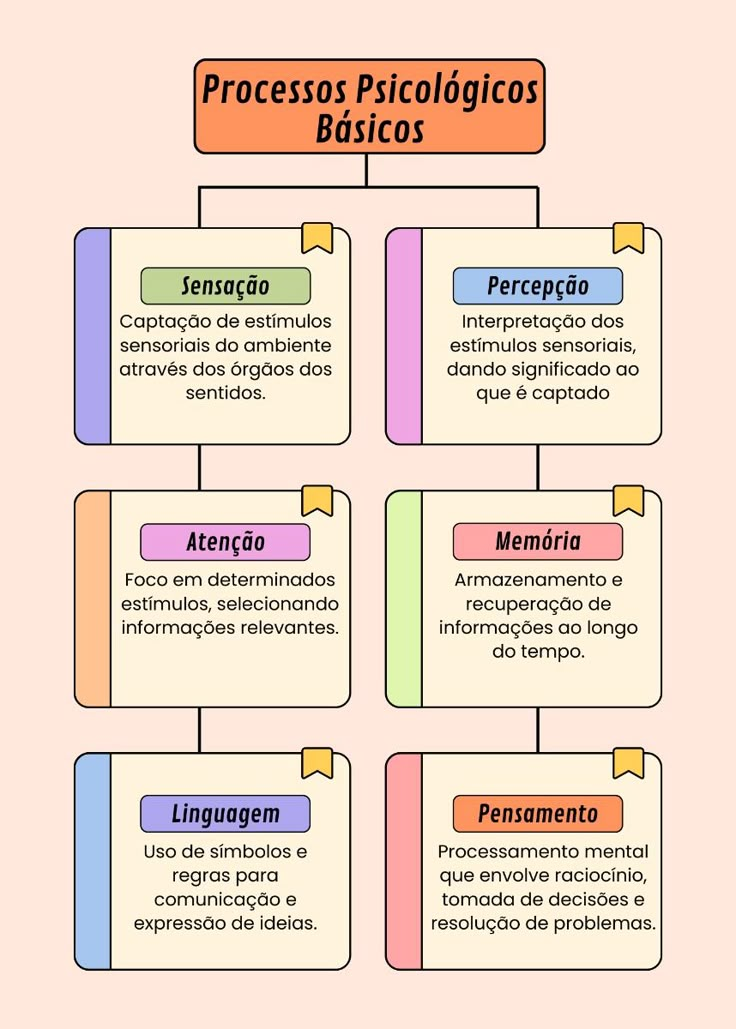 Processos Psicológicos
Básicos
Sensação
Captação de estímulos
sensoriais do ambiente
através dos órgãos dos
sentidos.
Percepção
Interpretação dos
estímulos sensoriais,
dando significado ao
que é captado
Atenção
Foco em determinados
estímulos, selecionando
informações relevantes.
Memória
Armazenamento e
recuperação de
informações ao longo
do tempo.
Linguagem
Uso de símbolos e
regras para
comunicação e
expressão de ideias.
Pensamento
Processamento mental
que envolve raciocínio,
tomada de decisões e
resolução de problemas.